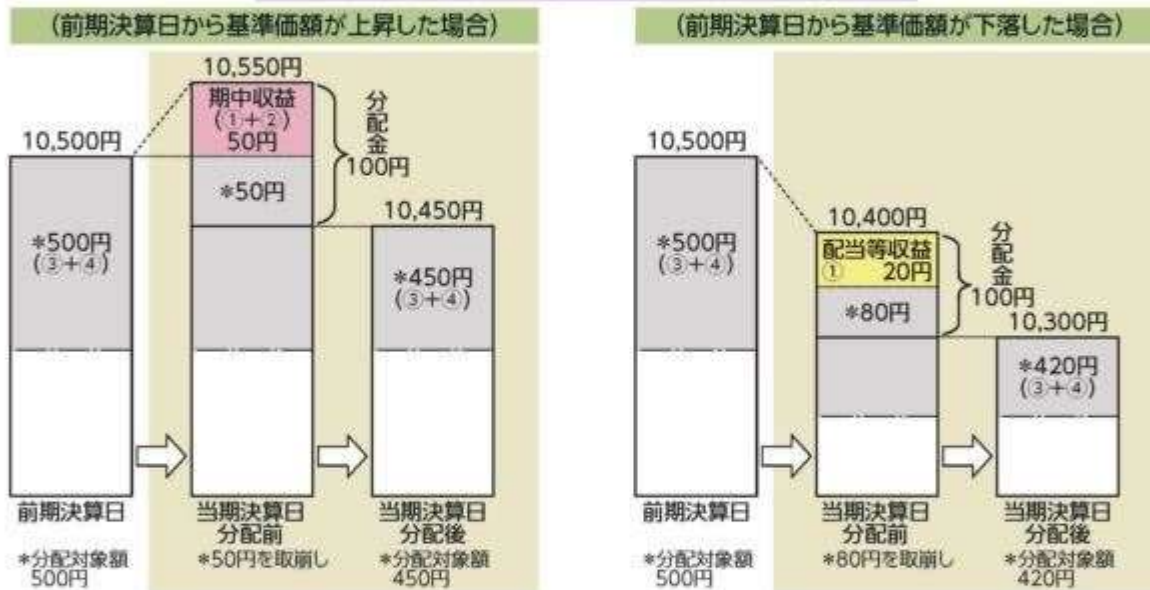 (前期決算日から基準価額が上昇した場合)
10,550円
期中収益
(①+②)
50円
分配金
100円
10,500円
*50円
10,450円
*500円
(③+④)
*450円
(③+④)
前期決算日
当期決算日
分配前
当期決算日
分配後
*分配対象額
500円
*50円を取崩し
*分配対象額
450円
(前期決算日から基準価額が下落した場合)
10,500円
*500円
(③+④)
10,400円
配当等収益
① 20円
分配金
100円
*80円
10,300円
*420円
(③+④)
前期決算日
当期決算日
分配前
当期決算日
分配後
*分配対象額
500円
*80円を取崩し
*分配対象額
420円